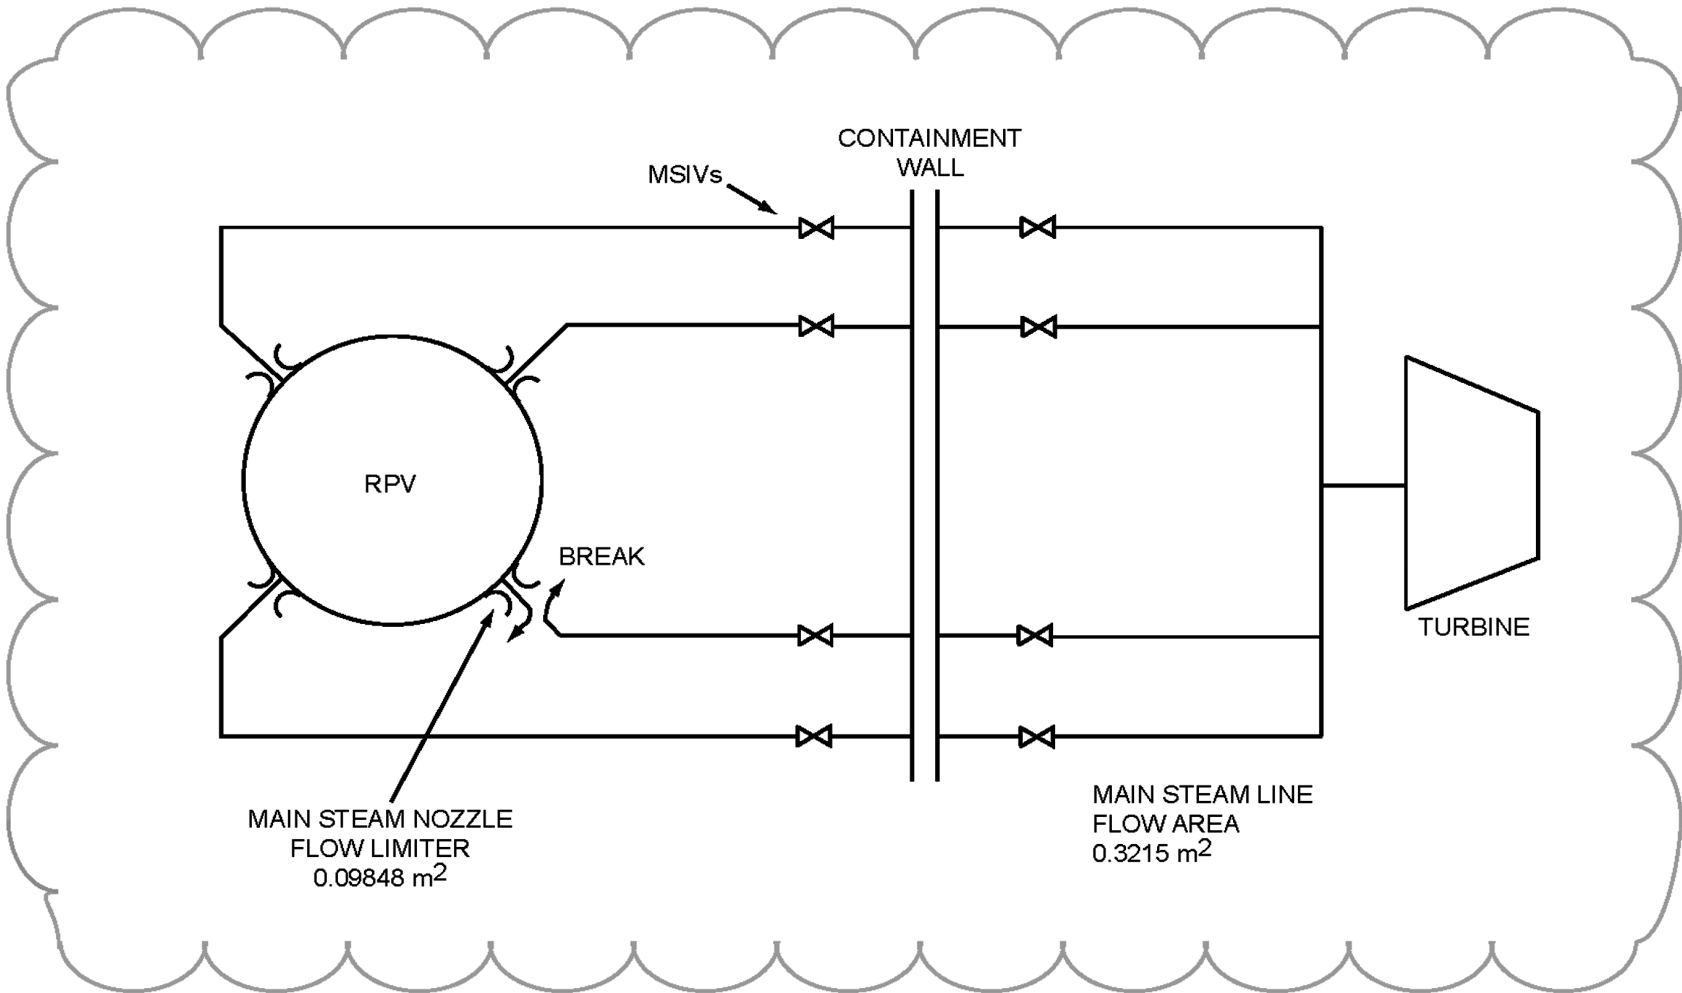 CONTAINMENT
WALL
MSIVs
RPV
BREAK
TURBINE
MAIN STEAM NOZZLE
FLOW LIMITER
0.09848 m2
MAIN STEAM LINE
FLOW AREA
0.3215 m2